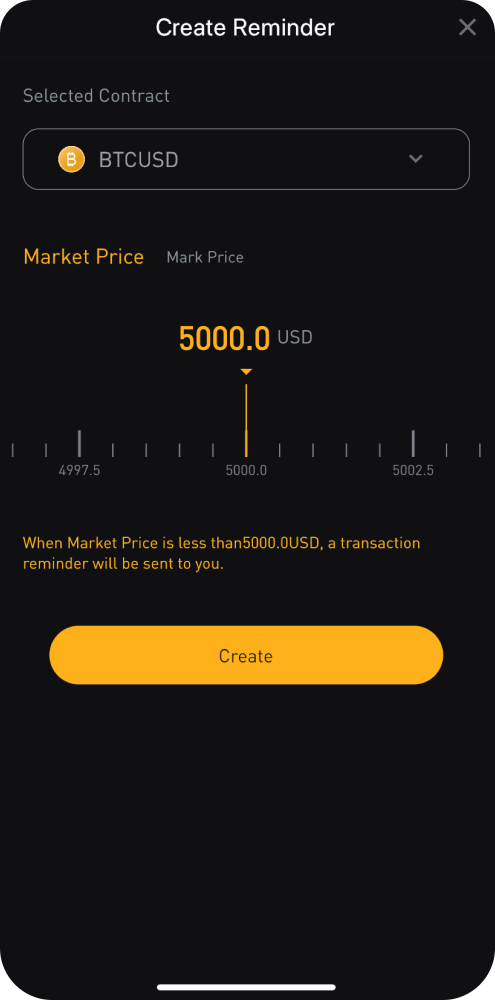 Create Reminder
Selected Contract
BTCUSD
Market Price Mark Price
5000.0 USD
4997.5 5000.0 5002.5
When Market Price is less than5000.0USD, a transaction
reminder will be sent to you.
Create